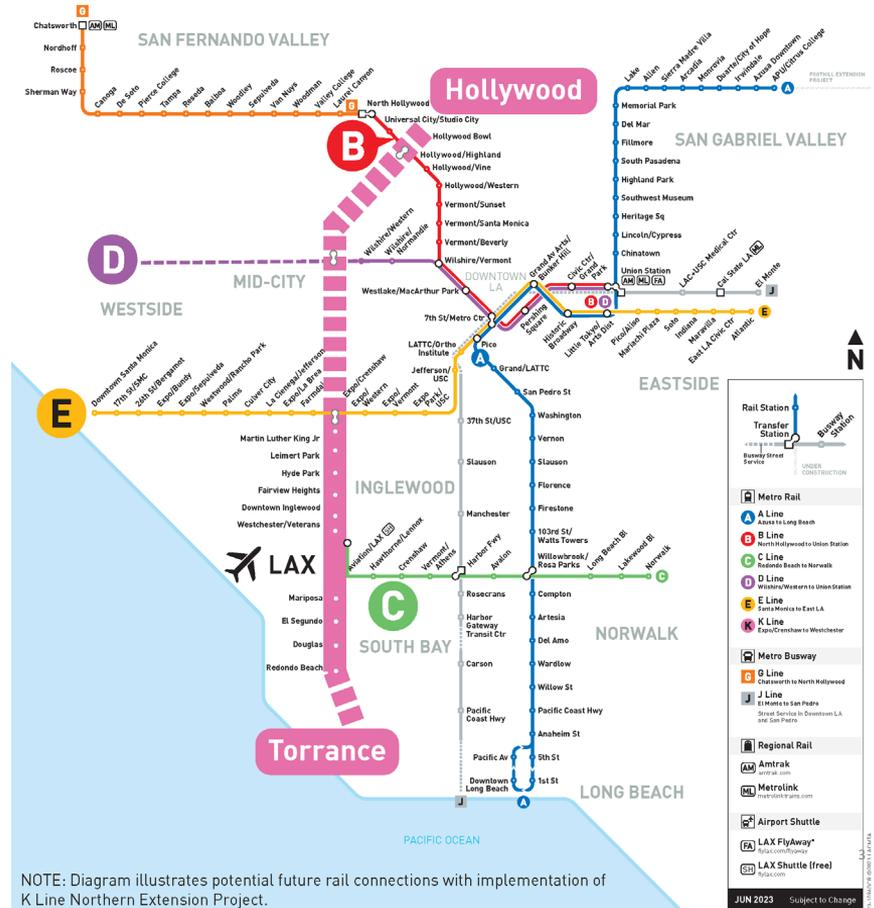 G
Chatsworth AM ML
Nordhoff
Roscoe
Sherman Way
SAN FERNANDO VALLEY
Canoga
De Soto
Pierce College
Tampa
Reseda
Balboa
Woodley
Sepulveda
Van Nuys
Woodman
Valley College
Laurel Canyon
G
North Hollywood
Universal City/Studio City
Hollywood
Hollywood Bowl
B
Hollywood/Highland
Hollywood/Vine
Hollywood/Western
Vermont/Sunset
Vermont/Santa Monica
Vermont/Beverly
Wilshire/Vermont
Lake
Allen
Sierra Madre Villa
Arcadia
Monrovia
Duarte/City of Hope
Irwindale
Azusa Downtown
APU/Citrus College
A
FOOTHILL EXTENSION
PROJECT
Memorial Park
Del Mar
Fillmore
South Pasadena
Highland Park
Southwest Museum
Heritage Sq
Lincoln/Cypress
Chinatown
Union Station
AM ML FA
SAN GABRIEL VALLEY
D
MID-CITY
WESTSIDE
Wilshire/Western
Wilshire/
Normandie
Westlake/MacArthur Park
7th St/Metro Ctr
DOWNTOWN
LA
Grand Av Arts/
Bunker Hill
Civic Ctr/
Grand
Park
B D
Pershing
Square
Historic
Broadway
Little Tokyo/
Arts Dist
LAC+USC Medical Ctr
Cal State LA ML
El Monte
J
E
Pico/Aliso
Mariachi Plaza
Soto
Indiana
Maravilla
East LA Civic Ctr
Atlantic
LATTC/Ortho
Institute
Pico
A
Jefferson/
USC
Grand/LATTC
San Pedro St
EASTSIDE
N
E
Downtown Santa Monica
17th St/SMC
26th St/Bergamot
Expo/Bundy
Expo/Sepulveda
Westwood/Rancho Park
Palms
Culver City
La Cienega/Jefferson
Expo/La Brea
Farmdale
Expo/Crenshaw
Expo/
Western
Expo/
Vermont
Expo
Park/
USC
Martin Luther King Jr
Leimert Park
Hyde Park
Fairview Heights
Downtown Inglewood
Westchester/Veterans
INGLEWOOD
37th St/USC
Slauson
Manchester
Washington
Vernon
Slauson
Florence
Firestone
103rd St/
Watts Towers
Willowbrook/
Rosa Parks
LAX
Aviation/LAX SH
Hawthorne/Lennox
Crenshaw
Vermont/
Athens
Harbor Fwy
Avalon
Long Beach Bl
Lakewood Bl
Norwalk
C
C
SOUTH BAY
NORWALK
Mariposa
El Segundo
Douglas
Redondo Beach
Rosecrans
Harbor
Gateway
Transit Ctr
Carson
Pacific
Coast Hwy
Compton
Artesia
Del Amo
Wardlow
Willow St
Pacific Coast Hwy
Anaheim St
Pacific Av
5th St
Downtown
Long Beach
1st St
Torrance
J
A
LONG BEACH
PACIFIC OCEAN
NOTE: Diagram illustrates potential future rail connections with implementation of
K Line Northern Extension Project.
Rail Station
Transfer
Station
Busway
Station
Busway Street
Service
UNDER
CONSTRUCTION
Metro Rail
A A Line
Azusa to Long Beach
B B Line
North Hollywood to Union Station
C C Line
Redondo Beach to Norwalk
D D Line
Wilshire/Western to Union Station
E E Line
Santa Monica to East LA
K K Line
Expo/Crenshaw to Westchester
Metro Busway
G G Line
Chatsworth to North Hollywood
J J Line
El Monte to San Pedro
Street Service in Downtown LA
and San Pedro
Regional Rail
AM Amtrak
amtrak.com
ML Metrolink
metrolinktrains.com
Airport Shuttle
FA LAX FlyAway*
flylax.com/flyaway
SH LAX Shuttle (free)
flylax.com
JUN 2023 Subject to Change